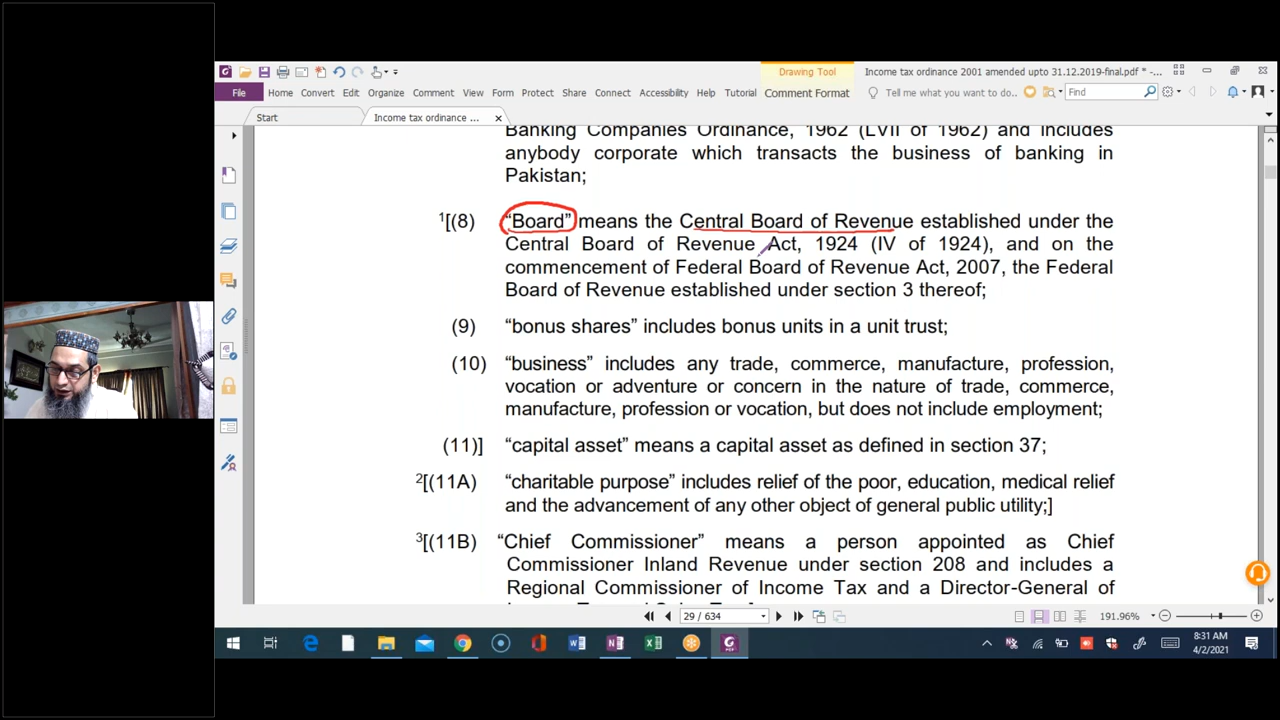 Drawing Tool
Income tax ordinance 2001 amended upto 31.12.2019-final.pdf * -...
File Home Convert Edit Organize Comment View Form Protect Share Connect Accessibility Help Tutorial Comment Format Tell me what you want to do... Find
Start Income tax ordinance ...
Banking Companies Ordinance, 1962 (LVII of 1962) and includes
anybody corporate which transacts the business of banking in
Pakistan;
1[(8) “Board” means the Central Board of Revenue established under the
Central Board of Revenue Act, 1924 (IV of 1924), and on the
commencement of Federal Board of Revenue Act, 2007, the Federal
Board of Revenue established under section 3 thereof;
(9) “bonus shares” includes bonus units in a unit trust;
(10) “business” includes any trade, commerce, manufacture, profession,
vocation or adventure or concern in the nature of trade, commerce,
manufacture, profession or vocation, but does not include employment;
(11)] “capital asset” means a capital asset as defined in section 37;
2[(11A) “charitable purpose” includes relief of the poor, education, medical relief
and the advancement of any other object of general public utility;]
3[(11B) “Chief Commissioner” means a person appointed as Chief
Commissioner Inland Revenue under section 208 and includes a
Regional Commissioner of Income Tax and a Director-General of
29 / 634
191.96%
8:31 AM
4/2/2021